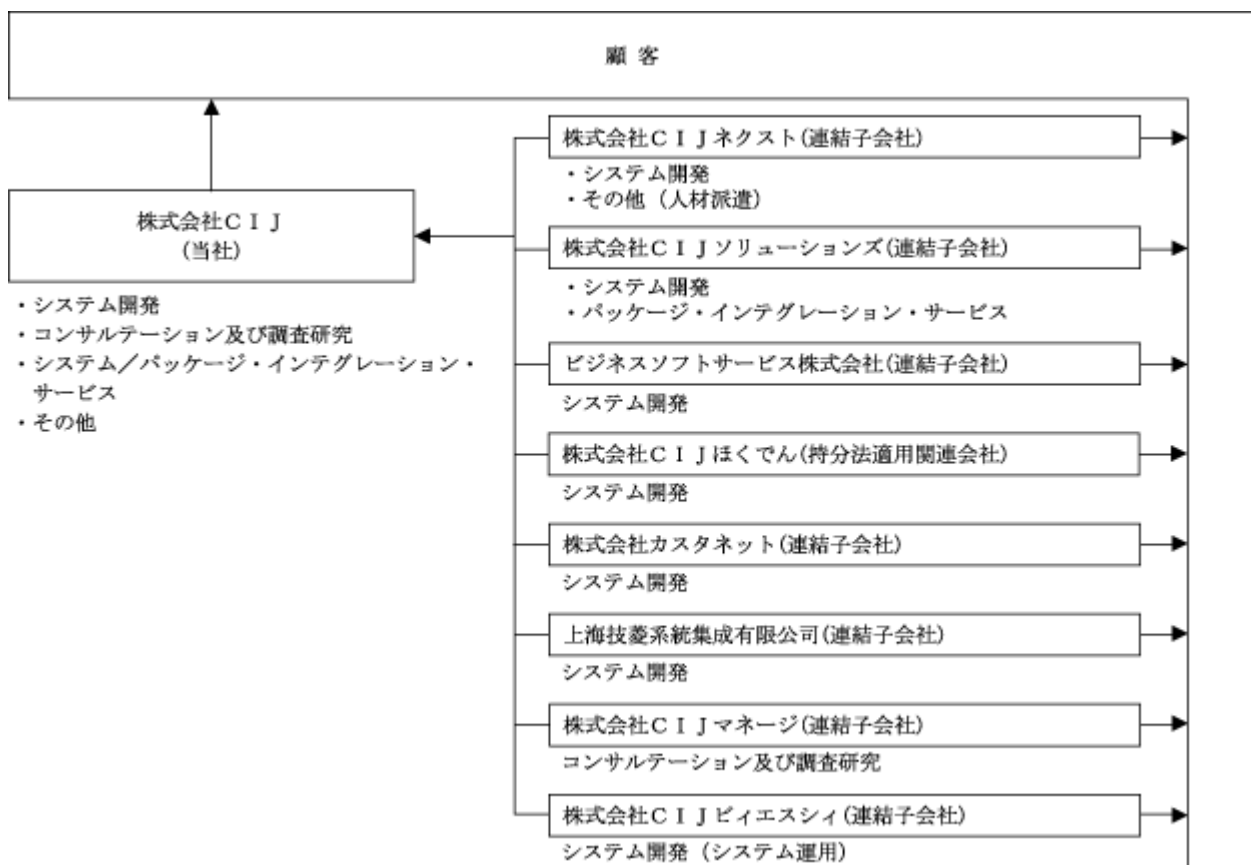 顧 客
株式会社CIJ
(当社)
・システム開発
・コンサルテーション及び調査研究
・システム/パッケージ・インテグレーション・
サービス
・その他
株式会社CIJネクスト(連結子会社)
・システム開発
・その他(人材派遣)
株式会社CIJソリューションズ(連結子会社)
・システム開発
・パッケージ・インテグレーション・サービス
ビジネスソフトサービス株式会社(連結子会社)
システム開発
株式会社CIJほくでん(持分法適用関連会社)
システム開発
株式会社カスタネット(連結子会社)
システム開発
上海技菱系統集成有限公司(連結子会社)
システム開発
株式会社CIJマネージ(連結子会社)
コンサルテーション及び調査研究
株式会社CIJビィエスシィ(連結子会社)
システム開発(システム運用)